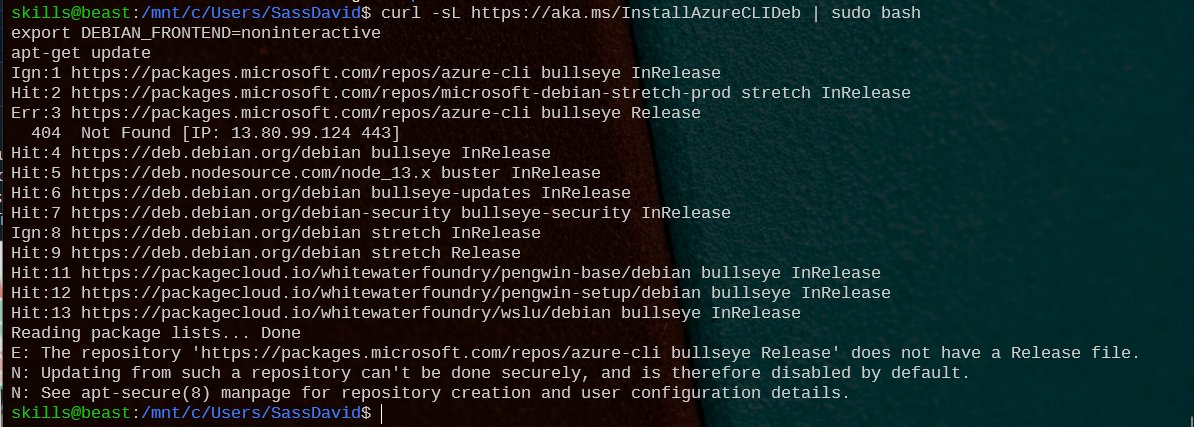 skills@beast:/mnt/c/Users/SassDavid$ curl -sL https://aka.ms/InstallAzureCLIDeb | sudo bash
export DEBIAN_FRONTEND=noninteractive
apt-get update
Ign:1 https://packages.microsoft.com/repos/azure-cli bullseye InRelease
Hit:2 https://packages.microsoft.com/repos/microsoft-debian-stretch-prod stretch InRelease
Err:3 https://packages.microsoft.com/repos/azure-cli bullseye Release
  404  Not Found [IP: 13.80.99.124 443]
Hit:4 https://deb.debian.org/debian bullseye InRelease
Hit:5 https://deb.nodesource.com/node_13.x buster InRelease
Hit:6 https://deb.debian.org/debian bullseye-updates InRelease
Hit:7 https://deb.debian.org/debian-security bullseye-security InRelease
Ign:8 https://deb.debian.org/debian stretch InRelease
Hit:9 https://deb.debian.org/debian stretch Release
Hit:11 https://packagecloud.io/whitewaterfoundry/pengwin-base/debian bullseye InRelease
Hit:12 https://packagecloud.io/whitewaterfoundry/pengwin-setup/debian bullseye InRelease
Hit:13 https://packagecloud.io/whitewaterfoundry/wslu/debian bullseye InRelease
Reading package lists... Done
E: The repository 'https://packages.microsoft.com/repos/azure-cli bullseye Release' does not have a Release file.
N: Updating from such a repository can't be done securely, and is therefore disabled by default.
N: See apt-secure(8) manpage for repository creation and user configuration details.
skills@beast:/mnt/c/Users/SassDavid$